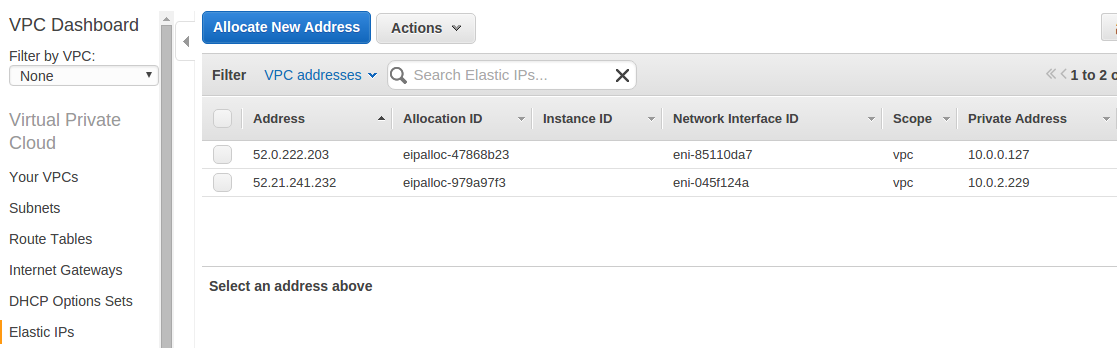 VPC Dashboard
Filter by VPC:
None
Virtual Private
Cloud
Your VPCs
Subnets
Route Tables
Internet Gateways
DHCP Options Sets
Elastic IPs
Allocate New Address Actions
Filter VPC addresses Search Elastic IPs... 1 to 2
Address Allocation ID Instance ID Network Interface ID Scope Private Address
52.0.222.203 eipalloc-47868b23 eni-85110da7 vpc 10.0.0.127
52.21.241.232 eipalloc-979a97f3 eni-045f124a vpc 10.0.2.229
Select an address above